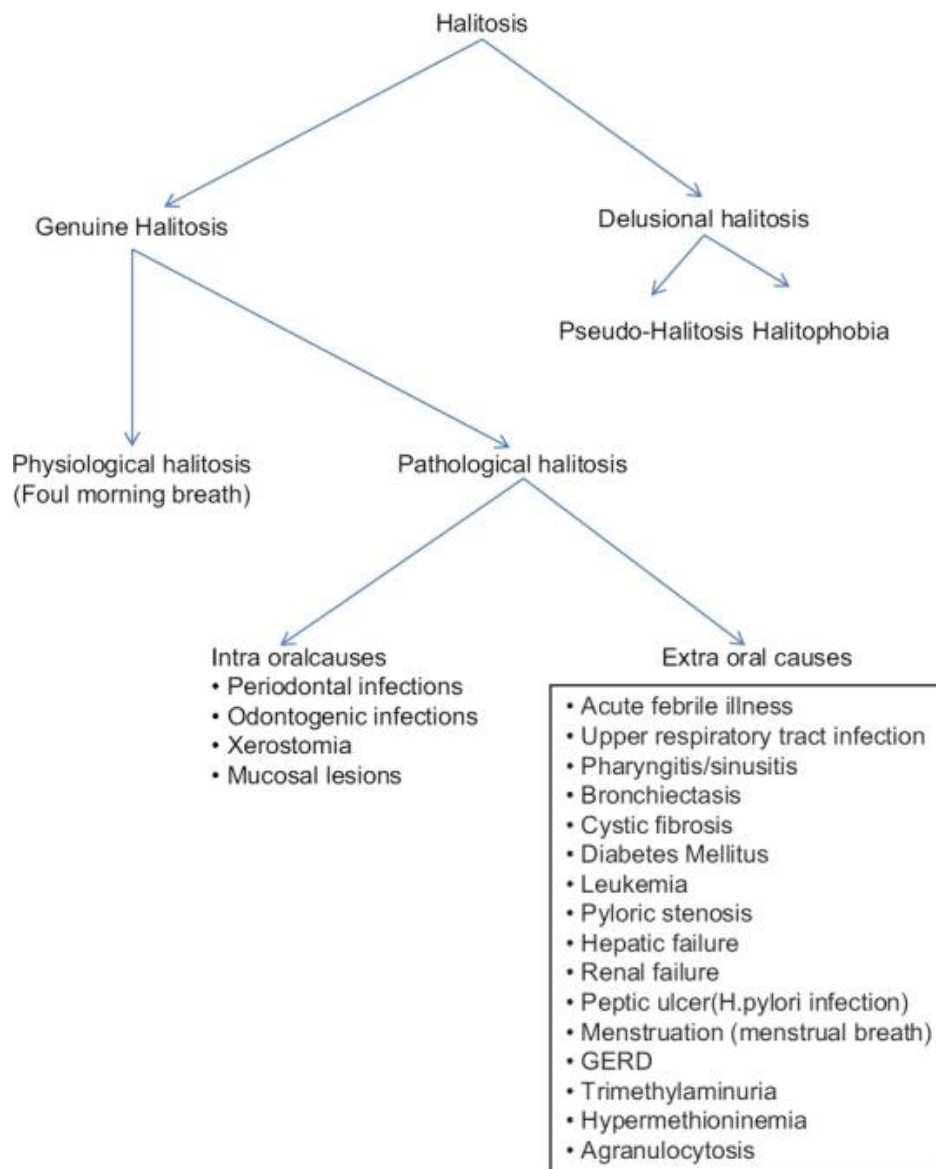 Halitosis
Genuine Halitosis
Delusional halitosis
Pseudo-Halitosis Halitophobia
Physiological halitosis
(Foul morning breath)
Pathological halitosis
Intra oralcauses
• Periodontal infections
• Odontogenic infections
• Xerostomia
• Mucosal lesions
Extra oral causes
• Acute febrile illness
• Upper respiratory tract infection
• Pharyngitis/sinusitis
• Bronchiectasis
• Cystic fibrosis
• Diabetes Mellitus
• Leukemia
• Pyloric stenosis
• Hepatic failure
• Renal failure
• Peptic ulcer(H.pylori infection)
• Menstruation (menstrual breath)
• GERD
• Trimethylaminuria
• Hypermethioninemia
• Agranulocytosis